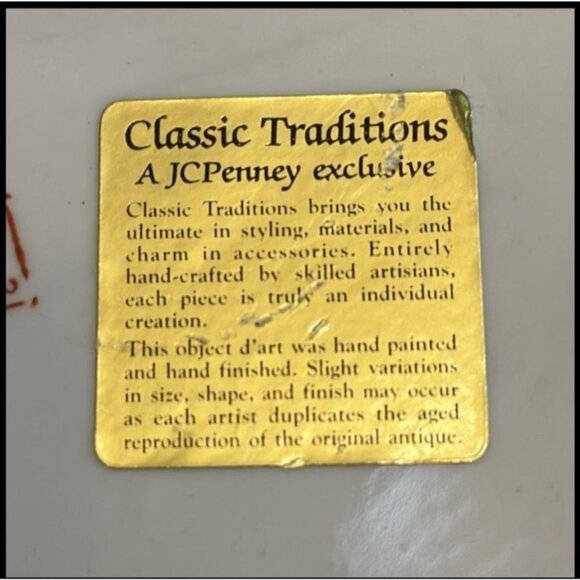 Classic Traditions
A JCPenney exclusive
Classic Traditions brings you the
ultimate in styling, materials, and
charm in accessories. Entirely
hand-crafted by skilled artisians,
each piece is truly an individual
creation.
This object d'art was hand painted
and hand finished. Slight variations
in size, shape, and finish may occur
as each artist duplicates the aged
reproduction of the original antique.